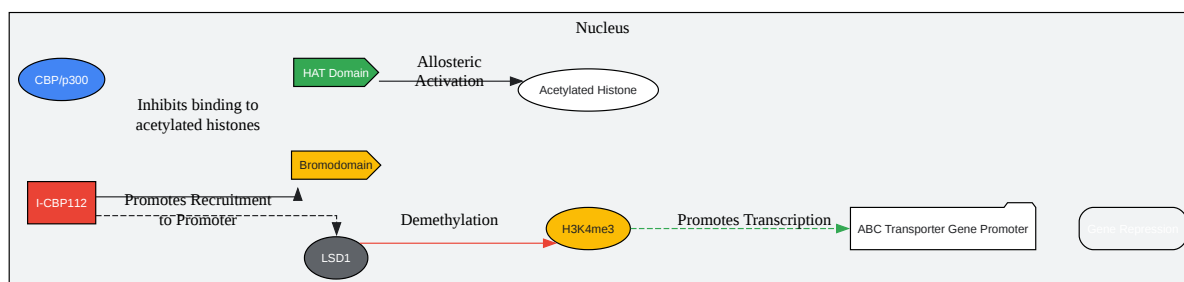 Nucleus
CBP/p300
HAT Domain
Allosteric
Activation
Acetylated Histone
Inhibits binding to
acetylated histones
Bromodomain
I-CBP112
Promotes Recruitment
to Promoter
LSD1
Demethylation
H3K4me3
Promotes Transcription
ABC Transporter Gene Promoter
Gene Repression